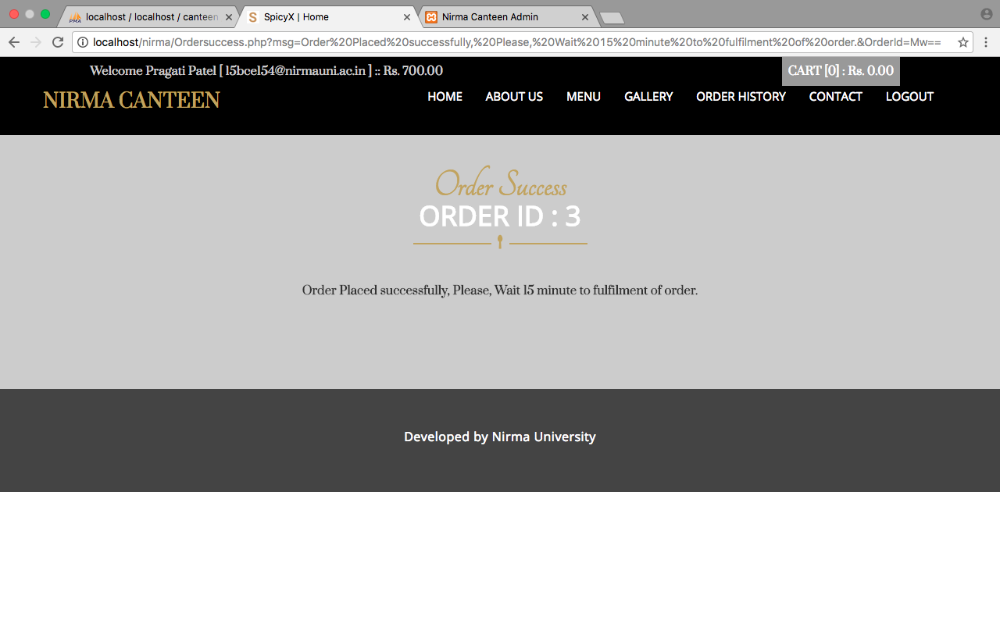 localhost / localhost / canteen
SpicyX | Home
Nirma Canteen Admin
localhost/nirma/Ordersuccess.php?msg=Order%20Placed%20successfully,%20Please,%20Wait%2015%20minute%20to%20fulfilment%20of%20order.&OrderId=Mw==
Welcome Pragati Patel [ 15bce154@nirmauni.ac.in ] :: Rs. 700.00
CART [0] : Rs. 0.00
NIRMA CANTEEN
HOME ABOUT US MENU GALLERY ORDER HISTORY CONTACT LOGOUT
Order Success
ORDER ID : 3
Order Placed successfully, Please, Wait 15 minute to fulfilment of order.
Developed by Nirma University